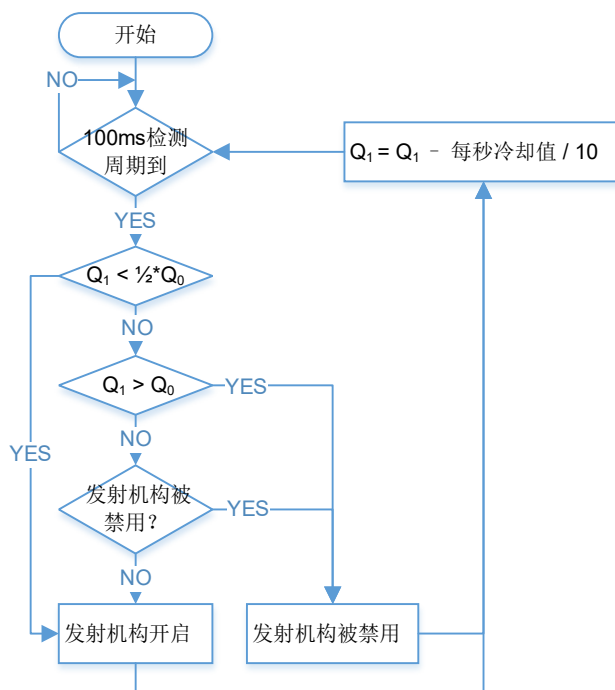 开始
NO
100ms检测
周期到
Q₁ = Q₁ － 每秒冷却值 / 10
YES
Q₁ < ½*Q₀
NO
Q₁ > Q₀
YES
NO
YES
发射机构被
禁用？
YES
NO
发射机构开启
发射机构被禁用